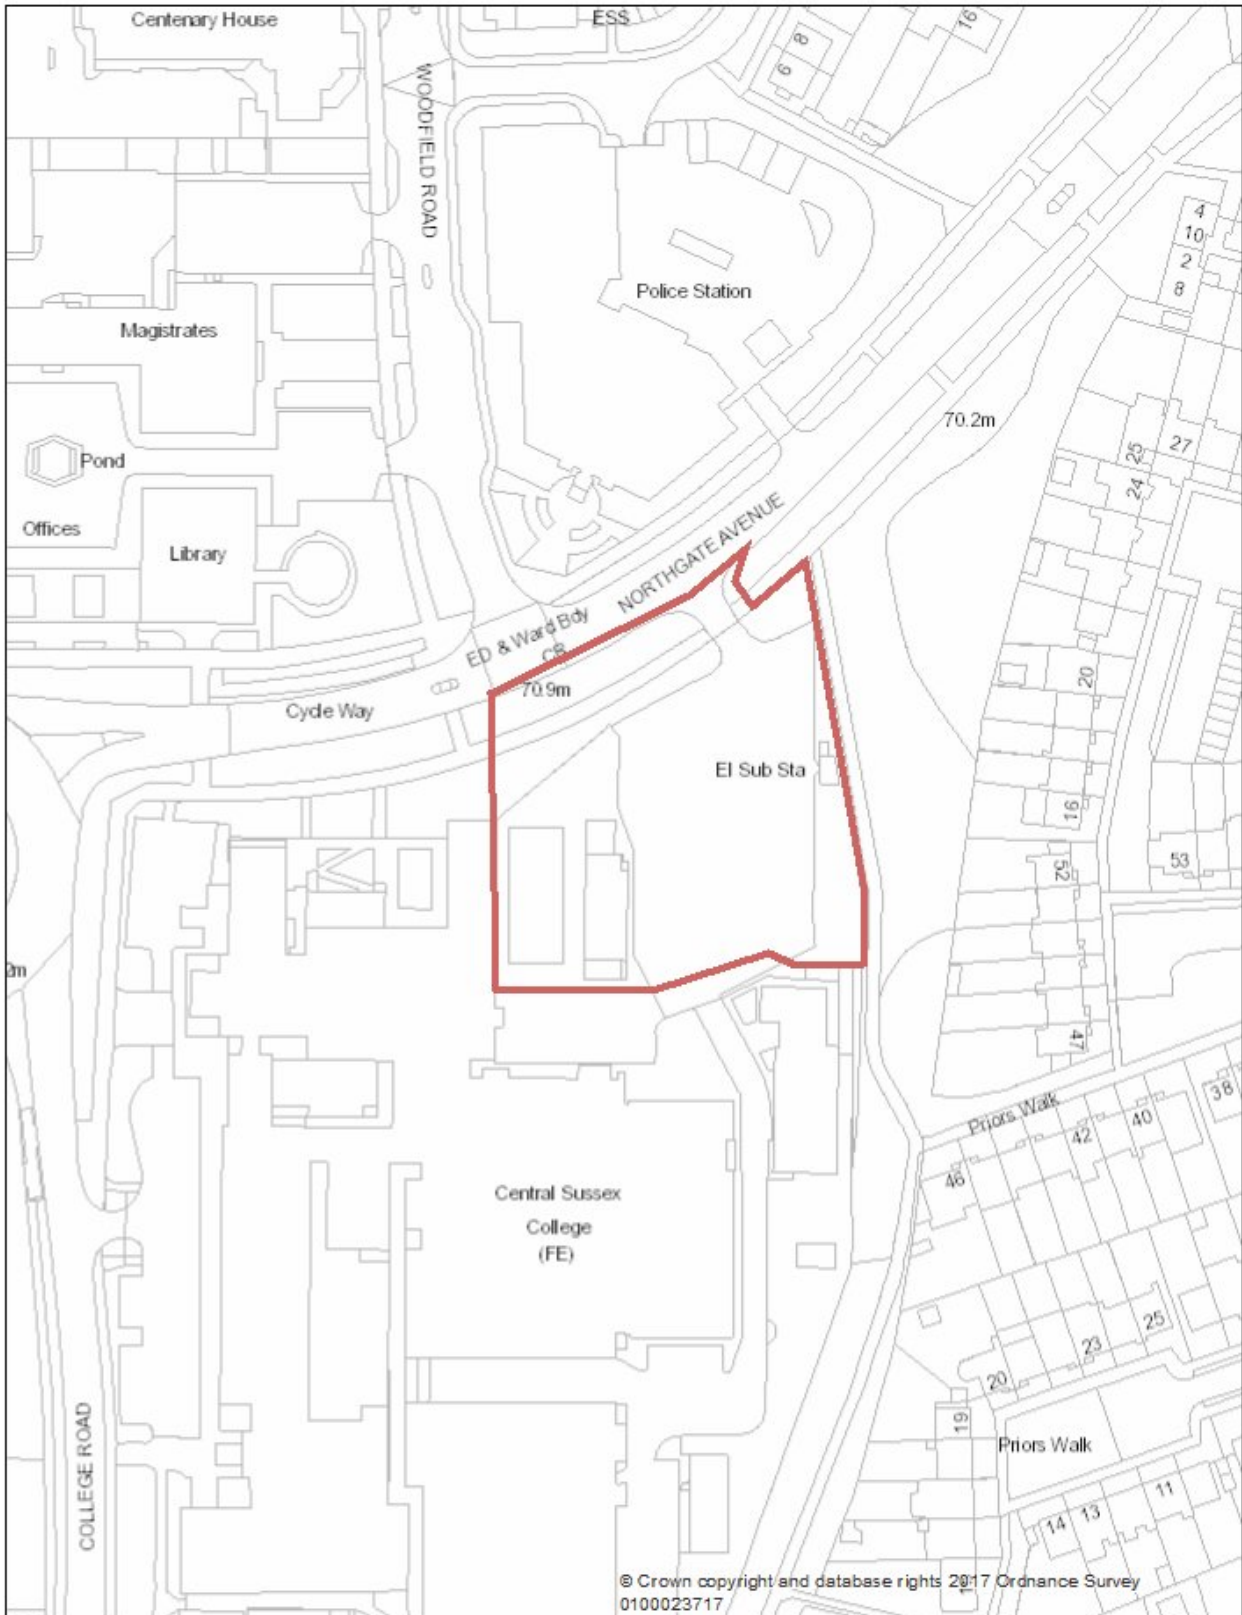 Centenary House
ESS
16
8
6
WOODFIELD ROAD
4
10
2
8
Police Station
Magistrates
70.2m
Pond
25
27
24
Offices
Library
NORTHGATE AVENUE
ED & Ward Bdy
CR
70.9m
20
Cycle Way
El Sub Sta
16
52
53
47
Priors Walk
38
40
42
46
Central Sussex
College
(FE)
25
23
20
19
COLLEGE ROAD
Priors Walk
11
13
14
© Crown copyright and database rights 2017 Ordnance Survey
0100023717